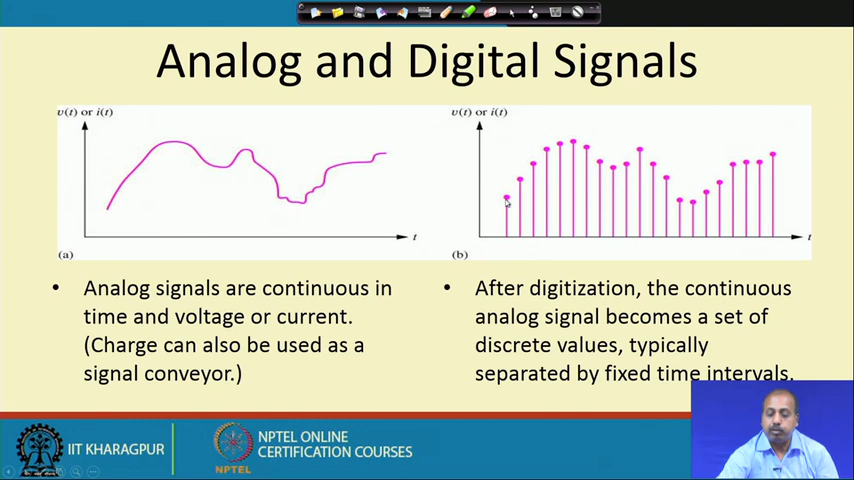 Analog and Digital Signals
v(t) or i(t)
t
(a)
v(t) or i(t)
t
(b)
• Analog signals are continuous in
time and voltage or current.
(Charge can also be used as a
signal conveyor.)
• After digitization, the continuous
analog signal becomes a set of
discrete values, typically
separated by fixed time intervals.
IIT KHARAGPUR
NPTEL
NPTEL ONLINE
CERTIFICATION COURSES